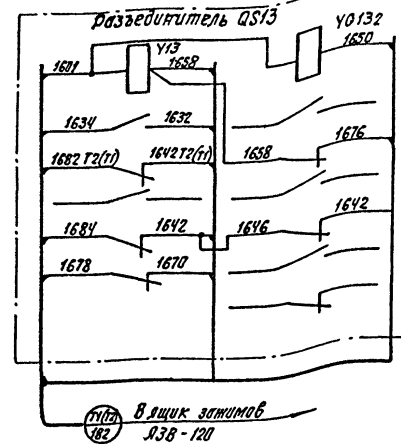 Разъединитель QS13
Y13
YО132
1601
1658
1650
1634
1632
1676
1682 Т2(Т1)
1642 Т2(Т1)
1658
1684
1642
1646
1642
1678
1670
Т1(Т2)
182
В ящик зажимов
ЯЗВ-120